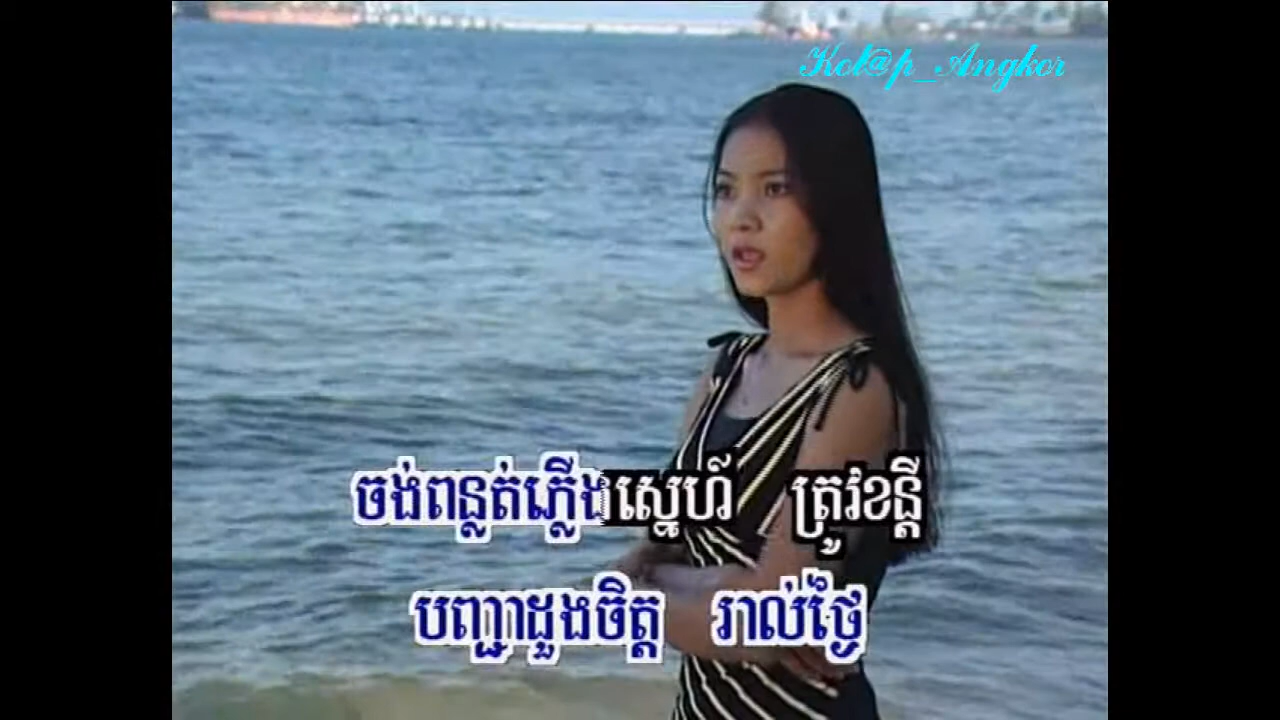 Kol@p_Angkor
ចង់ពន្លត់ភ្លើងស្នេហ៍ ត្រូវខន្តី
បញ្ជាដួងចិត្ត រាល់ថ្ងៃ